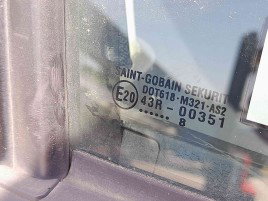 SAINT-GOBAIN SEKURIT
DOT618-M321-AS2
E20 43R-00351
...... 8